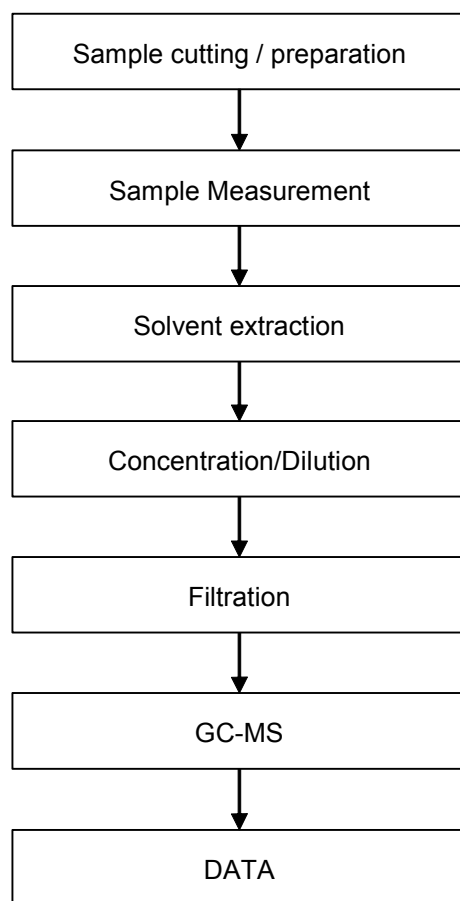 Sample cutting / preparation
Sample Measurement
Solvent extraction
Concentration/Dilution
Filtration
GC-MS
DATA